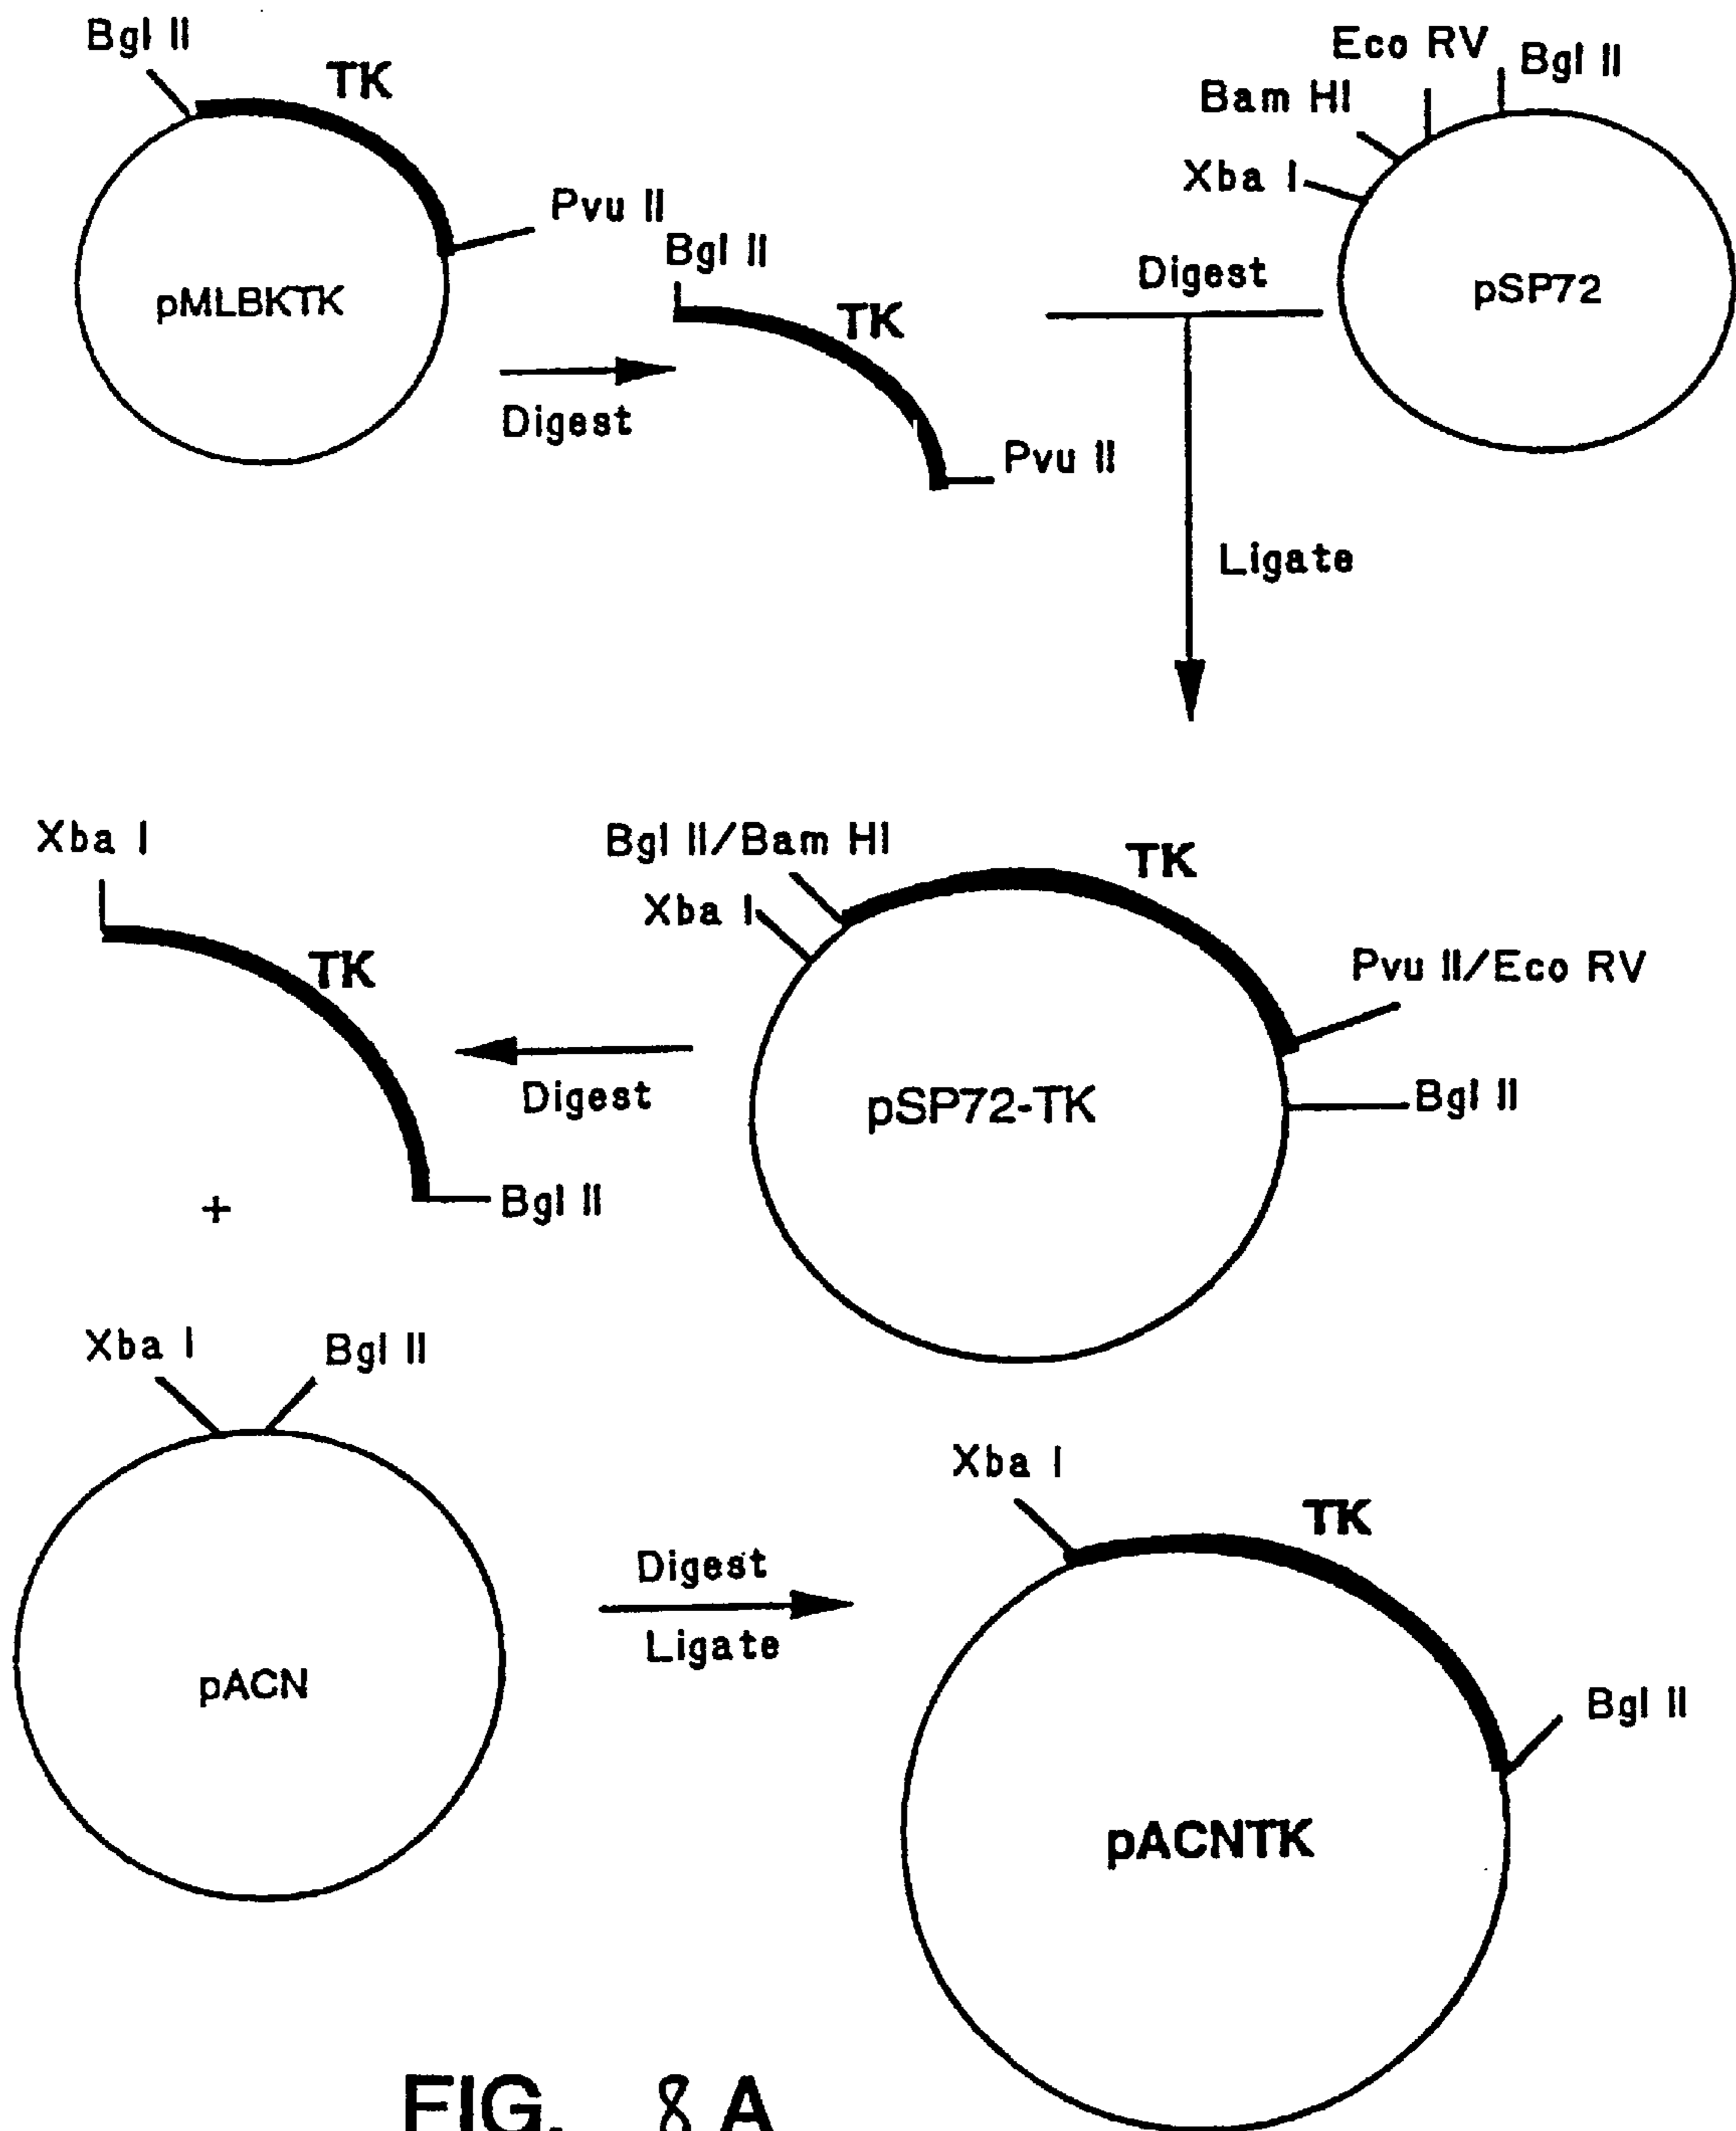 Bgl II
TK
Pvu II
pMLBKTK
Digest
Bgl II
TK
Pvu II
Eco RV
Bgl II
Bam HI
Xba I
pSP72
Digest
Ligate
Xba I
TK
Bgl II
Digest
Bgl II/Bam HI
Xba I
TK
Pvu II/Eco RV
Bgl II
pSP72-TK
+
Xba I
Bgl II
pACN
Digest
Ligate
Xba I
TK
Bgl II
pACNTK
FIG. 8A